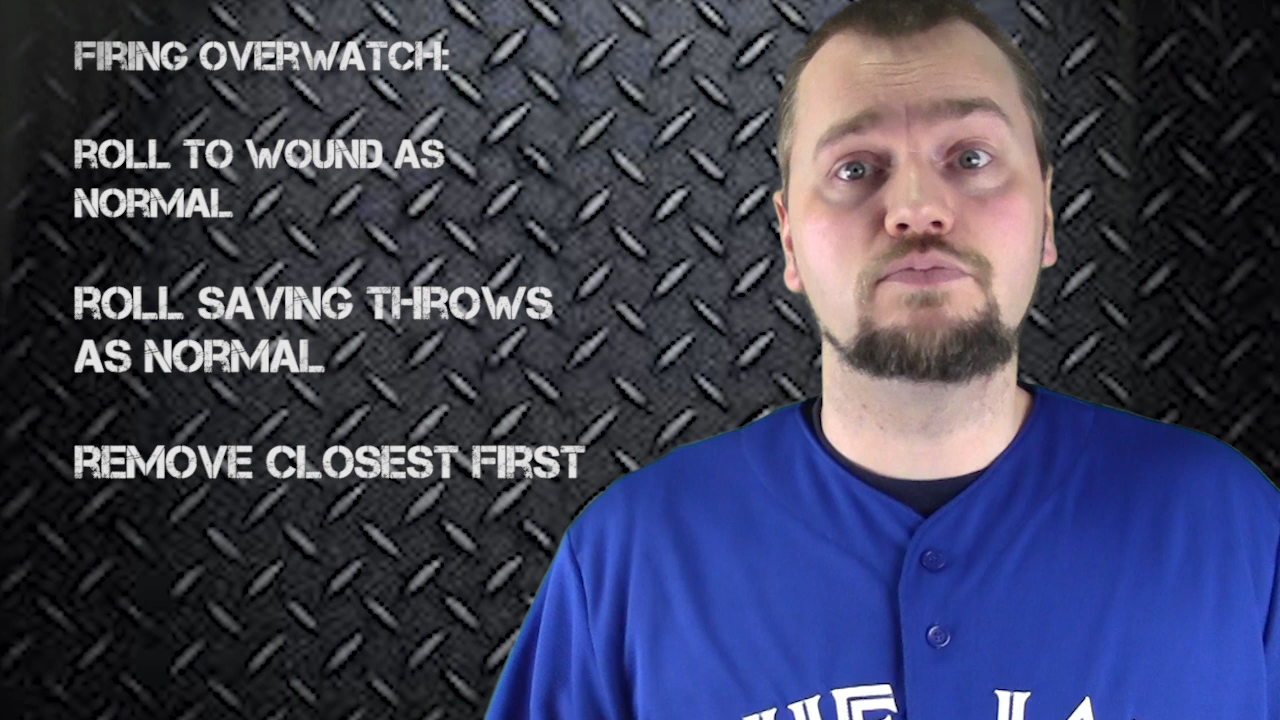 FIRING OVERWATCH:
ROLL TO WOUND AS
NORMAL
ROLL SAVING THROWS
AS NORMAL
REMOVE CLOSEST FIRST